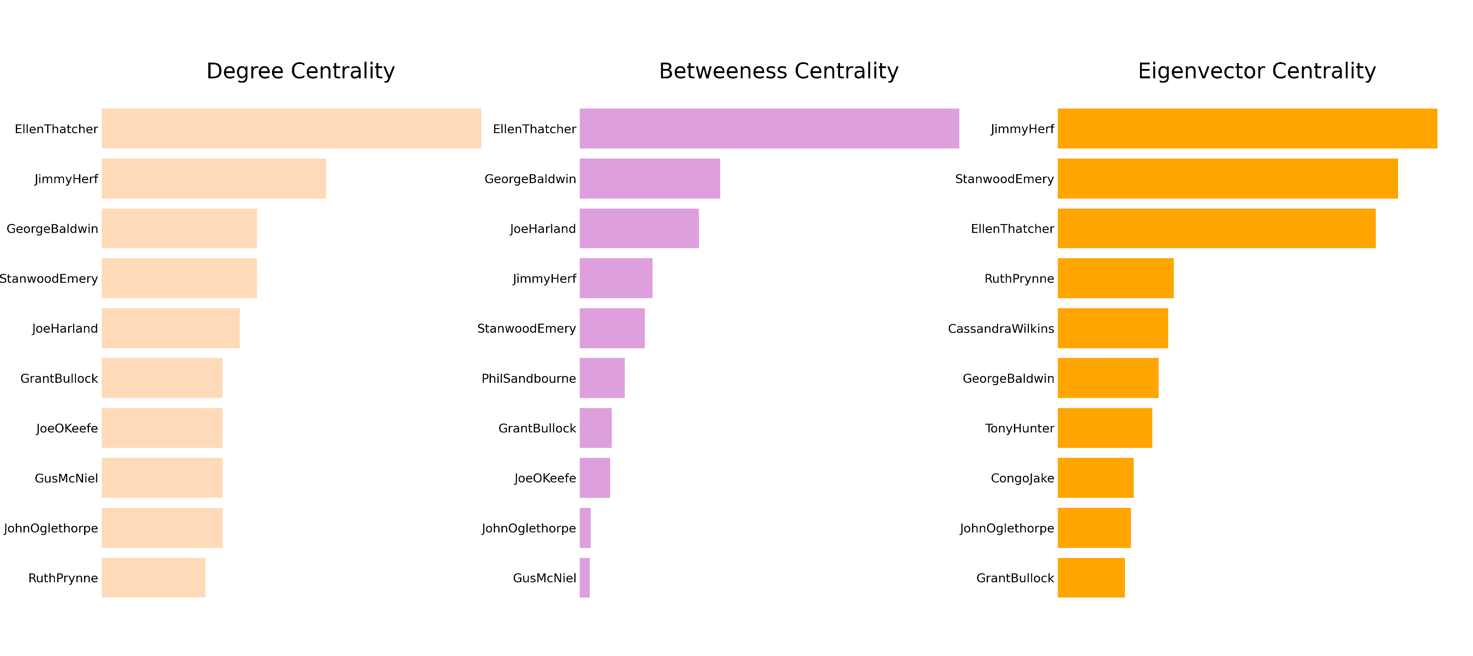 Degree Centrality
EllenThatcher
JimmyHerf
GeorgeBaldwin
StanwoodEmery
JoeHarland
GrantBullock
JoeOKeefe
GusMcNiel
JohnOglethorpe
RuthPrynne
Betweeness Centrality
EllenThatcher
GeorgeBaldwin
JoeHarland
JimmyHerf
StanwoodEmery
PhilSandbourne
GrantBullock
JoeOKeefe
JohnOglethorpe
GusMcNiel
Eigenvector Centrality
JimmyHerf
StanwoodEmery
EllenThatcher
RuthPrynne
CassandraWilkins
GeorgeBaldwin
TonyHunter
CongoJake
JohnOglethorpe
GrantBullock